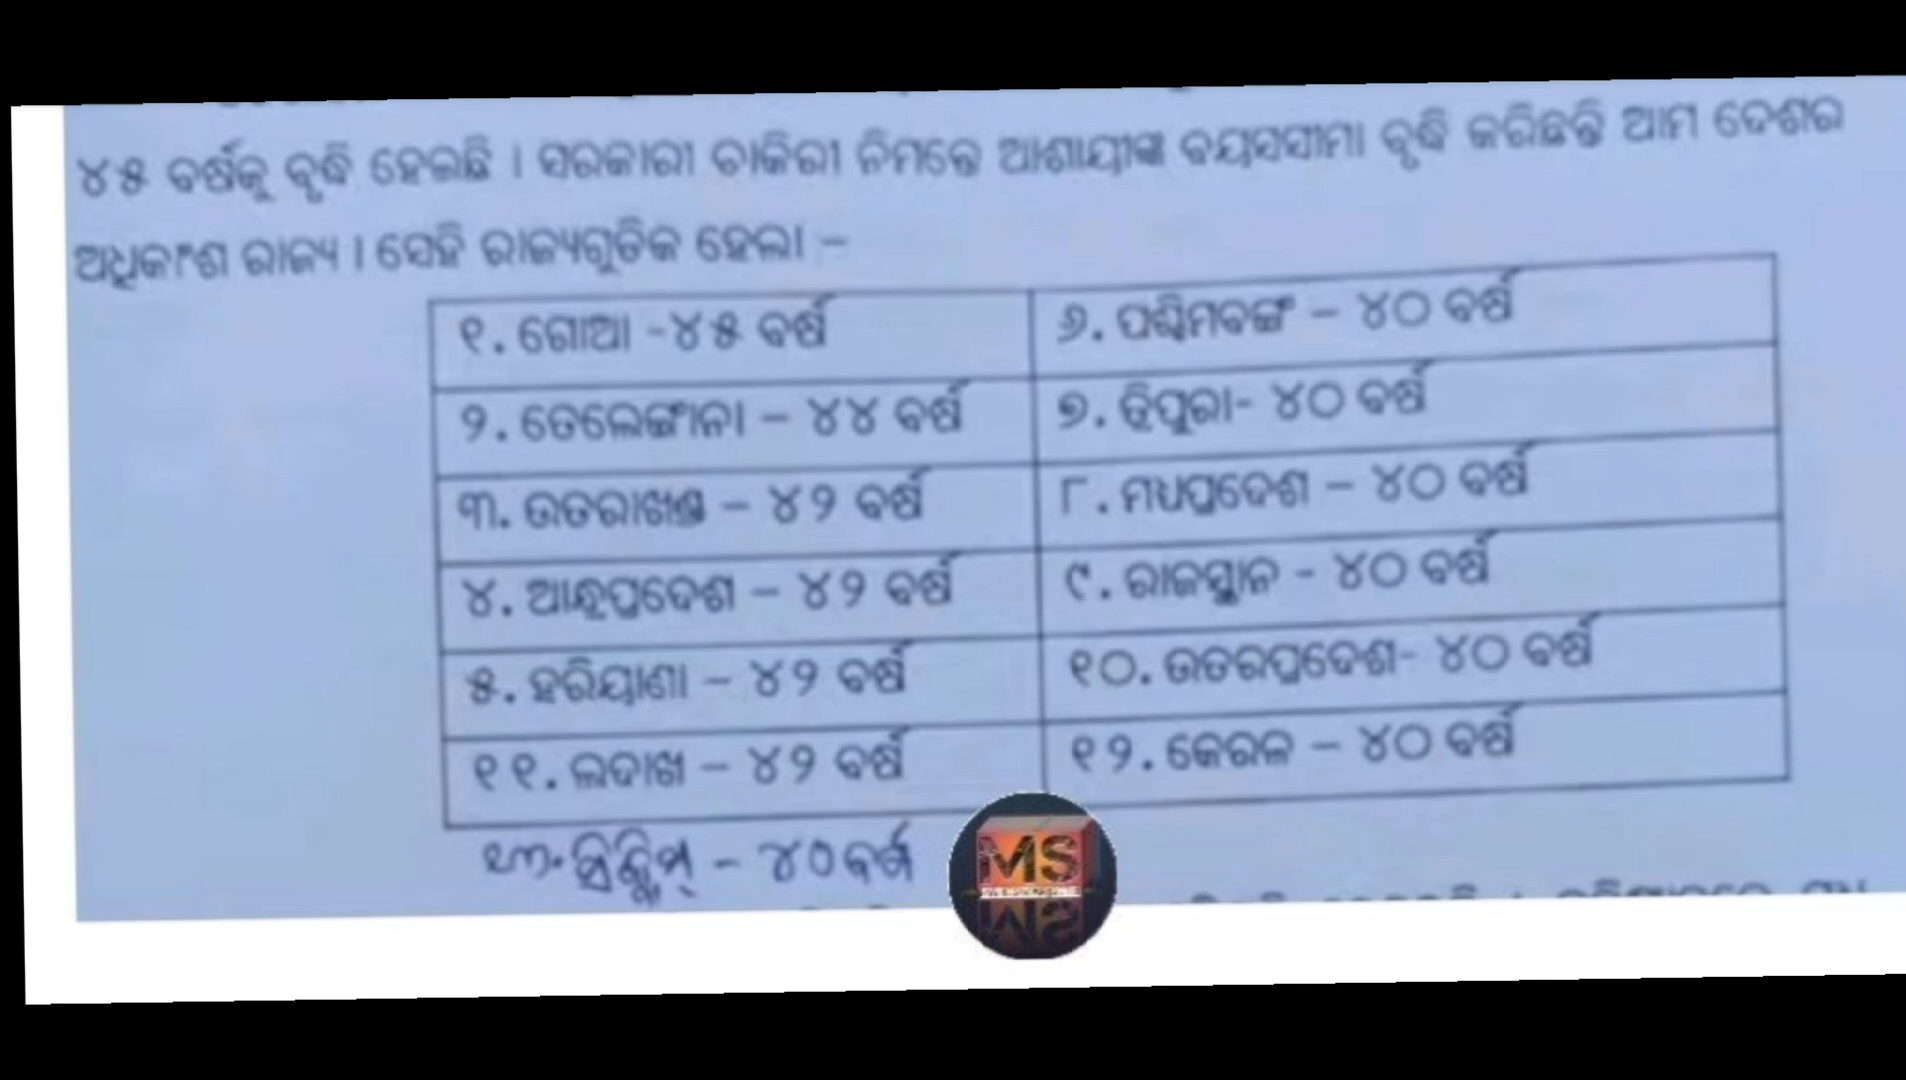 ୪୫ ବର୍ଷକୁ ବୃଦ୍ଧି ହେଇଛି । ସରକାରୀ ଚାକିରୀ ନିମନ୍ତେ ଆଶାୟୀଙ୍କ ବୟସସୀମା ବୃଦ୍ଧି କରିଛନ୍ତି ଆମ ଦେଶର
ଅଧିକାଂଶ ରାଜ୍ୟ । ସେହି ରାଜ୍ୟଗୁଡିକ ହେଲା –
୧. ଗୋଆ -୪୫ ବର୍ଷ
୬. ପଶ୍ଚିମବଙ୍ଗ – ୪୦ ବର୍ଷ
୨. ତେଲେଙ୍ଗାନା – ୪୪ ବର୍ଷ
୭. ତ୍ରିପୁରା- ୪୦ ବର୍ଷ
୩. ଉତରାଖଣ୍ଡ – ୪୨ ବର୍ଷ
୮. ମଧ୍ୟପ୍ରଦେଶ – ୪୦ ବର୍ଷ
୪. ଆନ୍ଧ୍ରପ୍ରଦେଶ – ୪୨ ବର୍ଷ
୯. ରାଜସ୍ଥାନ - ୪୦ ବର୍ଷ
୫. ହରିୟାଣା – ୪୨ ବର୍ଷ
୧୦. ଉତରପ୍ରଦେଶ- ୪୦ ବର୍ଷ
୧୧. ଲଦାଖ – ୪୨ ବର୍ଷ
୧୨. କେରଳ – ୪୦ ବର୍ଷ
୧୩. ସିକ୍କିମ୍ – ୪୦ ବର୍ଷ
MS